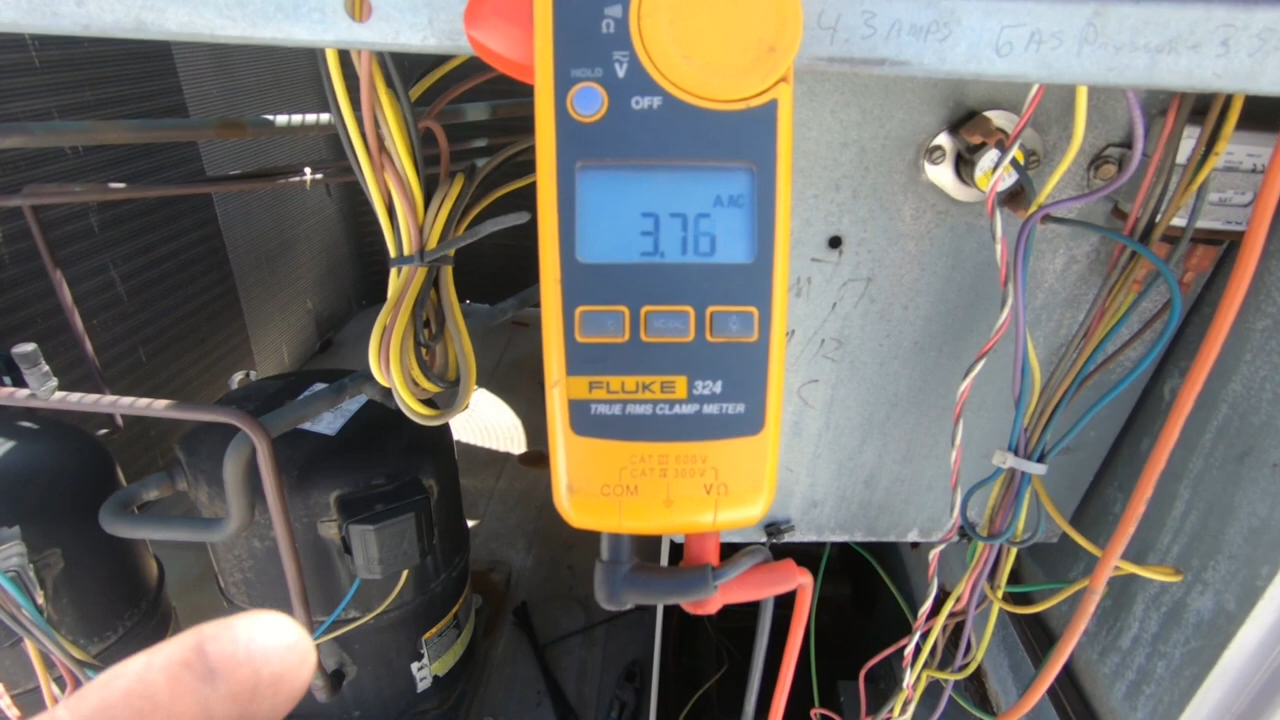 4.3 AMPS GAS Pressure 3.5
Ω
V
HOLD
OFF
A AC
3.76
FLUKE 324
TRUE RMS CLAMP METER
CAT III 600V
CAT IV 300V
COM
VΩ